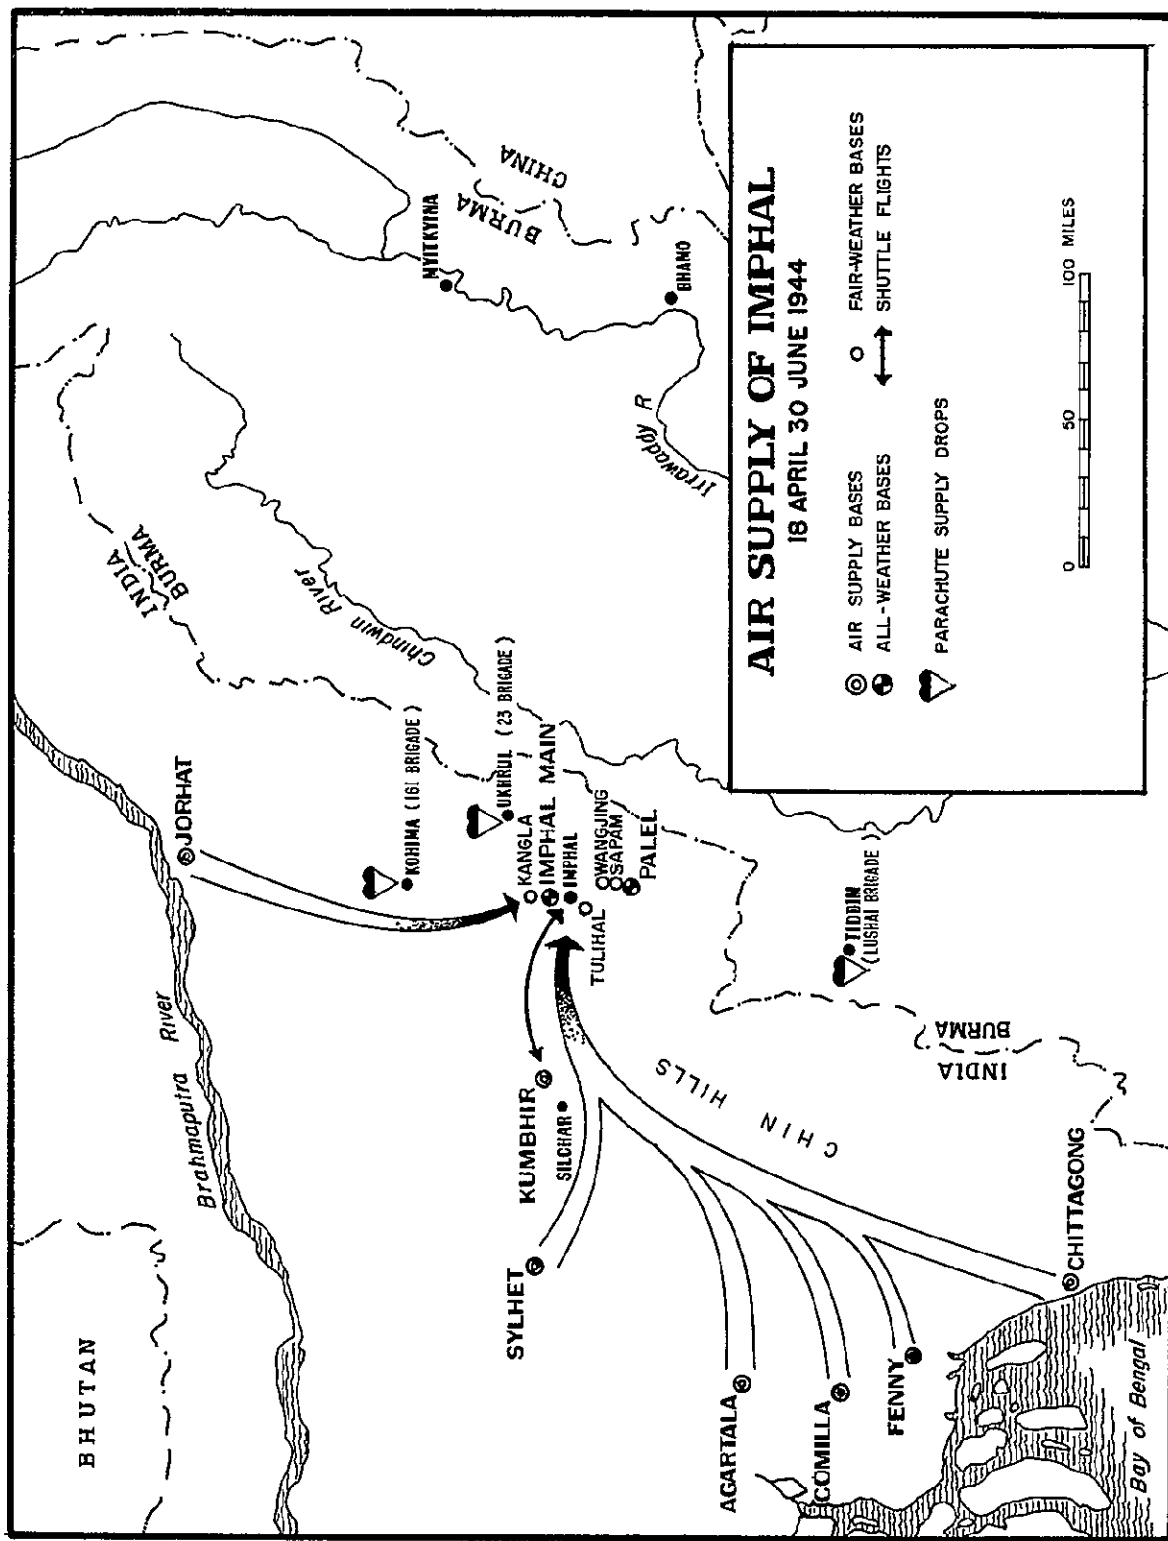 AIR SUPPLY OF IMPHAL
18 APRIL 30 JUNE 1944
AIR SUPPLY BASES
FAIR-WEATHER BASES
ALL-WEATHER BASES
SHUTTLE FLIGHTS
PARACHUTE SUPPLY DROPS
0 50 100 MILES
BHUTAN
Brahmaputra River
JORHAT
INDIA
BURMA
CHINA
BURMA
MYITKYINA
BHAMO
Irrawaddy R
Chindwin River
KOHIMA (161 BRIGADE)
UKHRUL (23 BRIGADE)
KANGLA
IMPHAL MAIN
IMPHAL
TULIHAL
WANGJING
SAPAM
PALEL
KUMBHIR
SILCHAR
SYLHET
AGARTALA
COMILLA
FENNY
CHITTAGONG
CHIN HILLS
TIDDIM
(LUSHAI BRIGADE)
BURMA
INDIA
Bay of Bengal